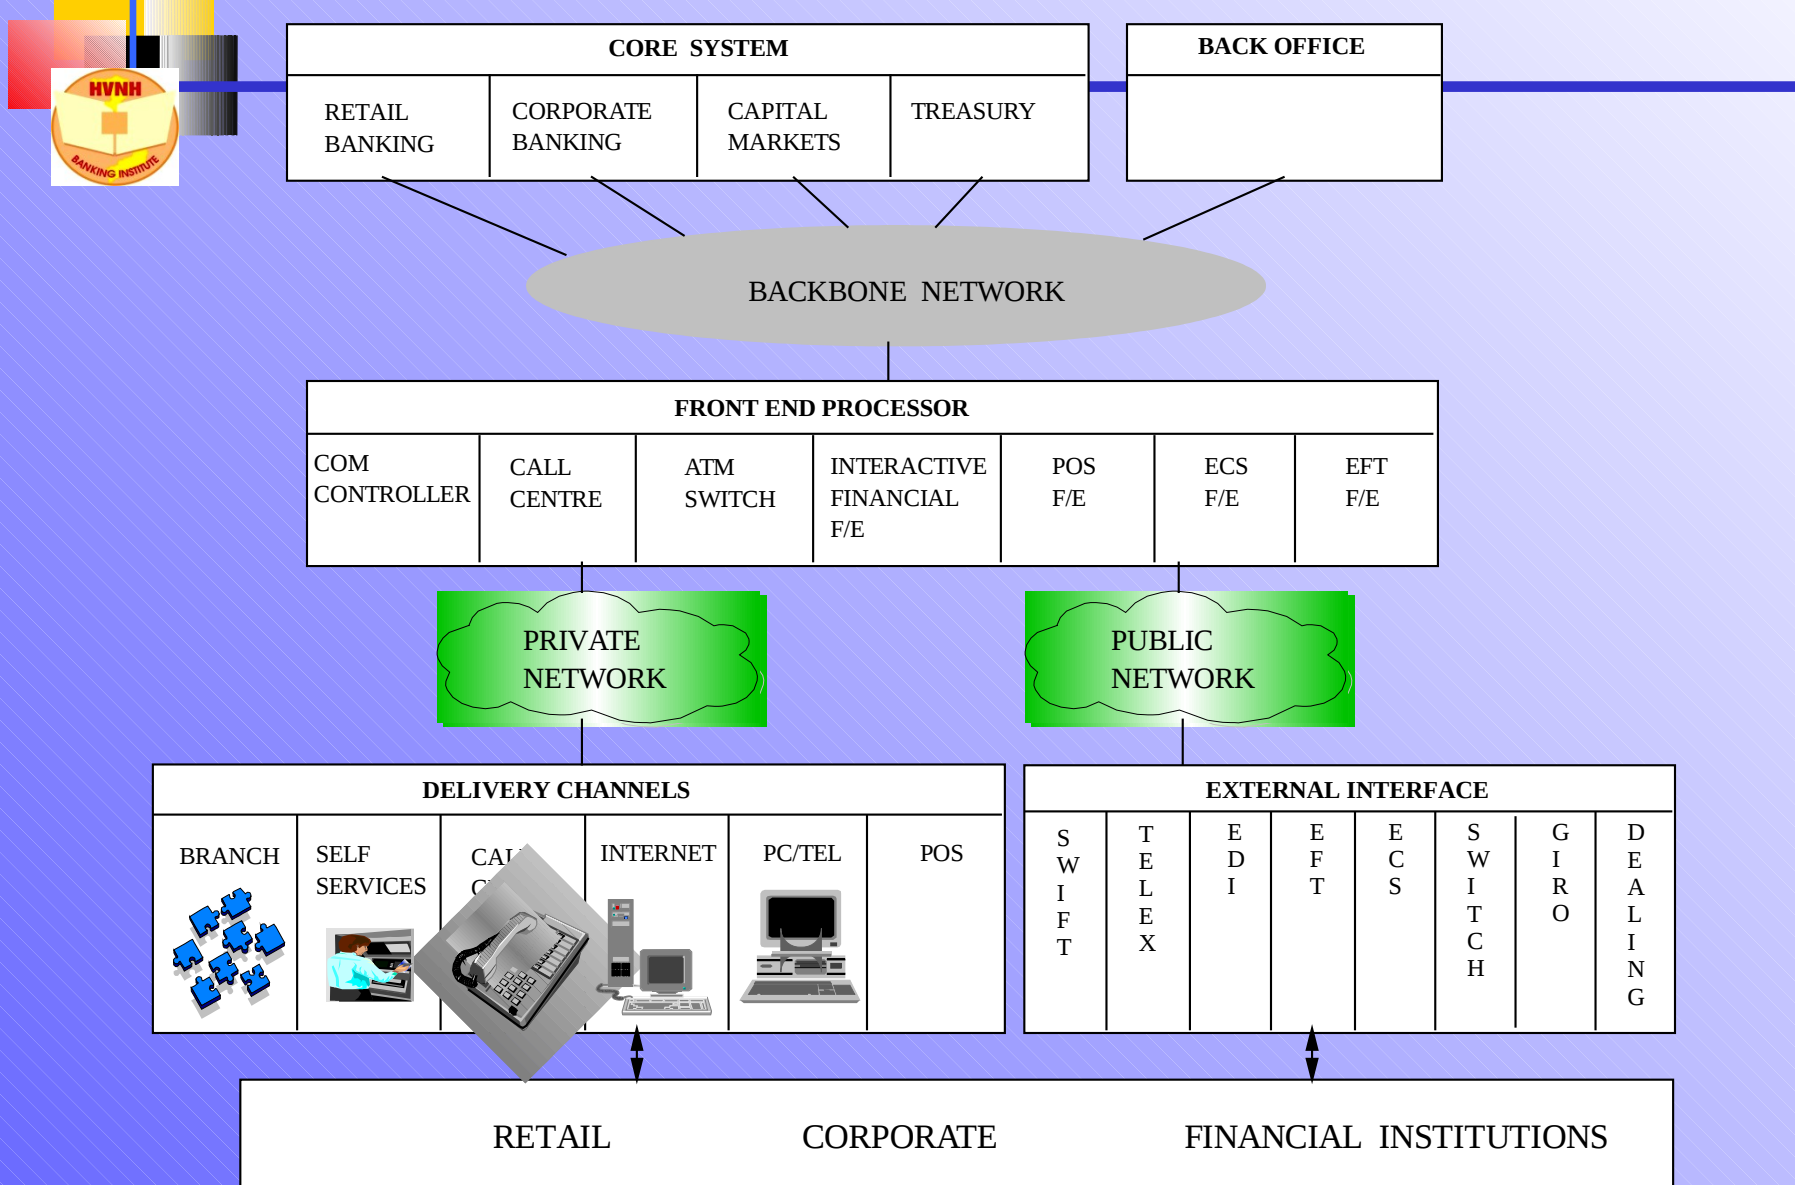 HVNH
BANKING INSTITUTE
CORE SYSTEM
RETAIL
BANKING
CORPORATE
BANKING
CAPITAL
MARKETS
TREASURY
BACK OFFICE
BACKBONE NETWORK
FRONT END PROCESSOR
COM
CONTROLLER
CALL
CENTRE
ATM
SWITCH
INTERACTIVE
FINANCIAL
F/E
POS
F/E
ECS
F/E
EFT
F/E
PRIVATE
NETWORK
PUBLIC
NETWORK
DELIVERY CHANNELS
BRANCH
SELF
SERVICES
INTERNET
PC/TEL
POS
EXTERNAL INTERFACE
SWIFT
TELEX
EDI
EFT
ECS
SWITCH
GIRO
DEALING
RETAIL
CORPORATE
FINANCIAL INSTITUTIONS